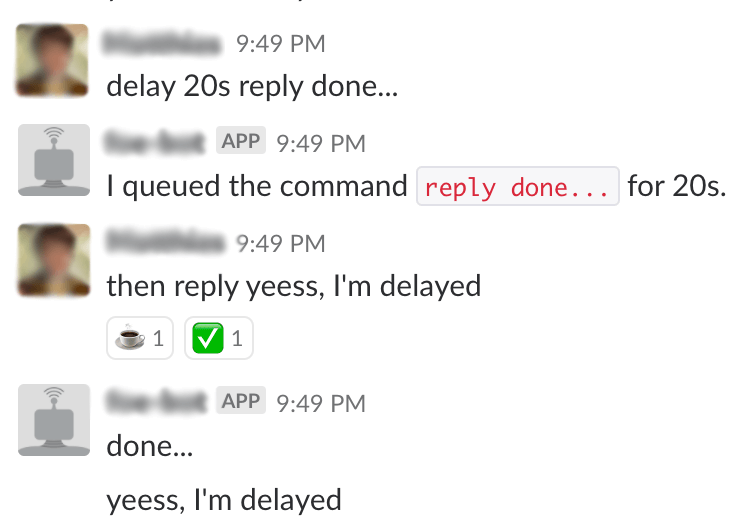 9:49 PM
delay 20s reply done...
APP 9:49 PM
I queued the command reply done... for 20s.
9:49 PM
then reply yeess, I'm delayed
1 1
APP 9:49 PM
done...
yeess, I'm delayed